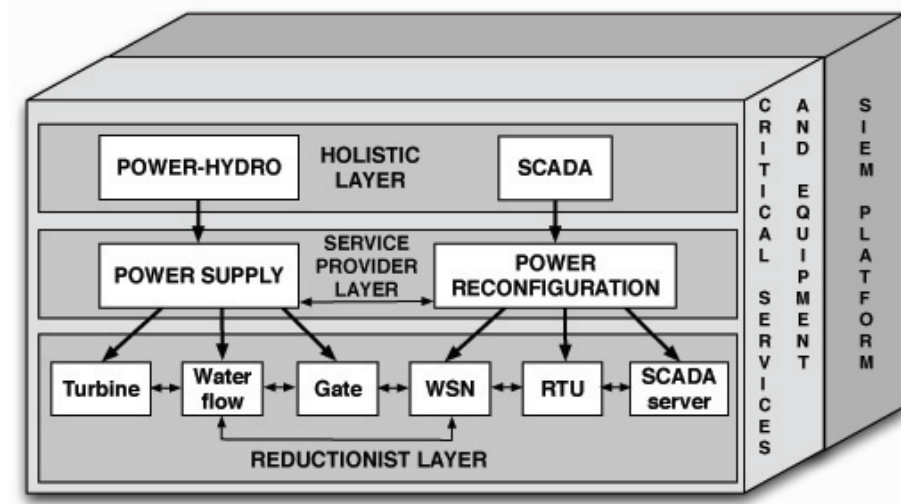 POWER-HYDRO
HOLISTIC
LAYER
SCADA
POWER SUPPLY
SERVICE
PROVIDER
LAYER
POWER
RECONFIGURATION
Turbine
Water
flow
Gate
WSN
RTU
SCADA
server
REDUCTIONIST LAYER
CRITICAL SERVICES
AND EQUIPMENT
SIEM PLATFORM